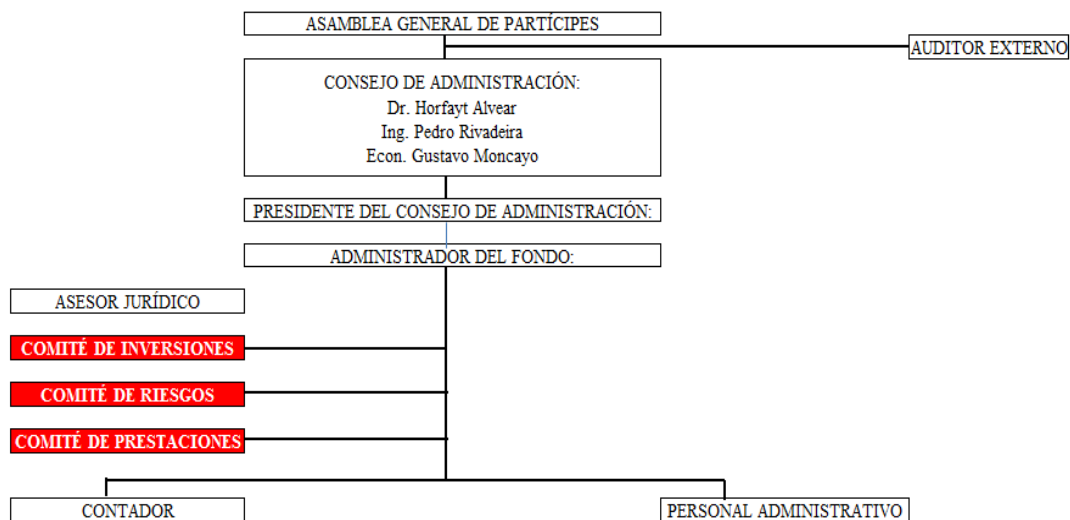 ASAMBLEA GENERAL DE PARTÍCIPES
AUDITOR EXTERNO
CONSEJO DE ADMINISTRACIÓN:
Dr. Horfayt Alvear
Ing. Pedro Rivadeira
Econ. Gustavo Moncayo
PRESIDENTE DEL CONSEJO DE ADMINISTRACIÓN:
ADMINISTRADOR DEL FONDO:
ASESOR JURÍDICO
COMITÉ DE INVERSIONES
COMITÉ DE RIESGOS
COMITÉ DE PRESTACIONES
CONTADOR
PERSONAL ADMINISTRATIVO